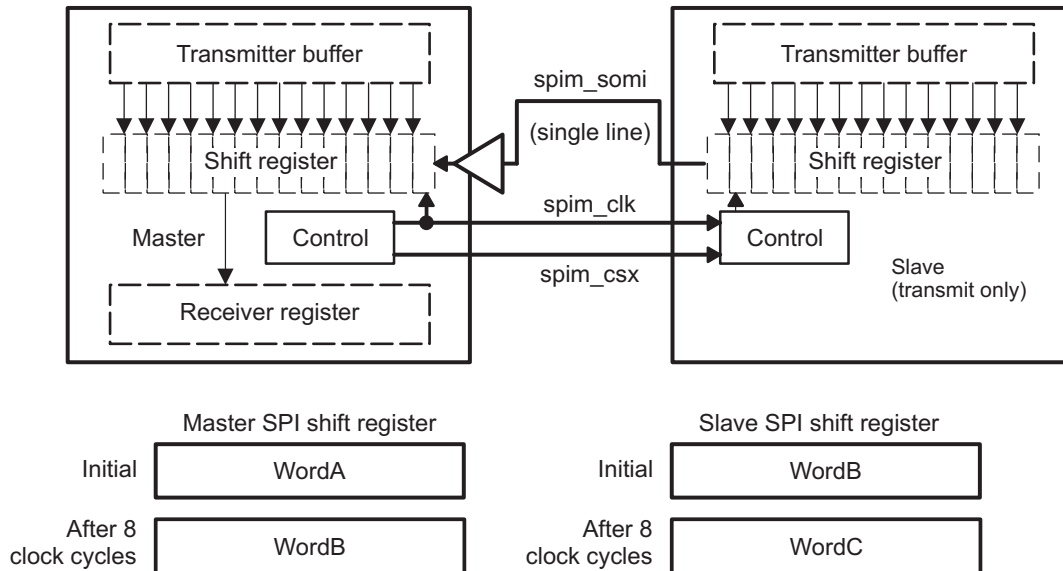 Transmitter buffer
Transmitter buffer
spim_somi
(single line)
Shift register
Shift register
spim_clk
Master
Control
Control
spim_csx
Slave
(transmit only)
Receiver register
Master SPI shift register
Slave SPI shift register
Initial
WordA
Initial
WordB
After 8
clock cycles
WordB
After 8
clock cycles
WordC